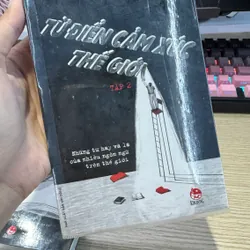 TỪ ĐIỂN CẢM XÚC
THẾ GIỚI
TẬP 2
Những từ hay và lạ
của nhiều ngôn ngữ
trên thế giới